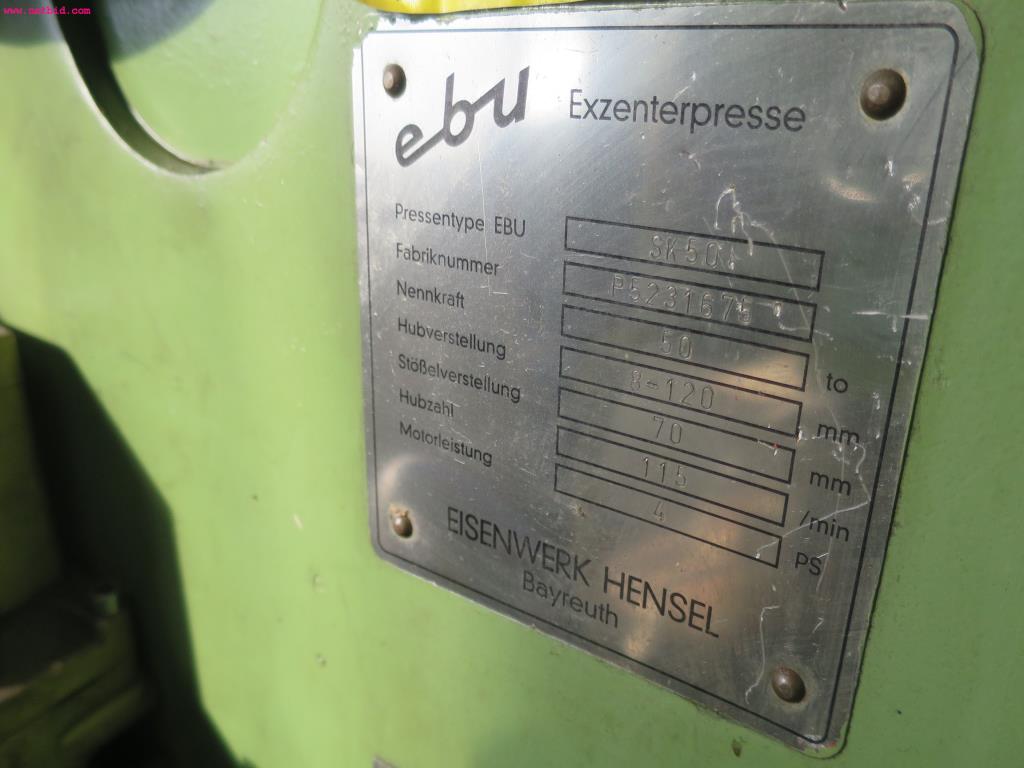 www.netbid.com
ebu Exzenterpresse
Pressentype EBU SK50
Fabriknummer P5231675
Nennkraft 50 to
Hubverstellung 8-120 mm
Stößelverstellung 70 mm
Hubzahl 115 /min
Motorleistung 4 PS
EISENWERK HENSEL
Bayreuth